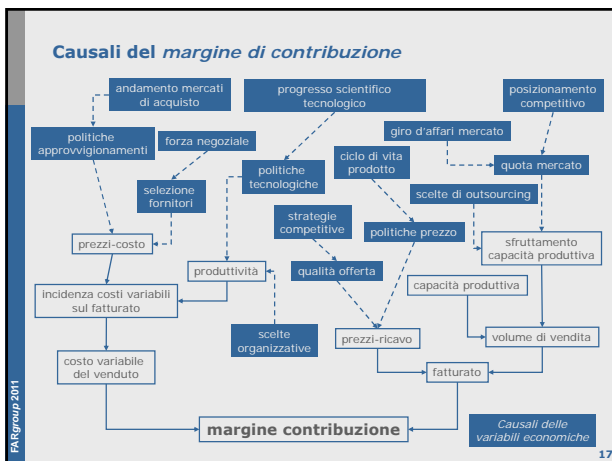 Causali del margine di contribuzione
andamento mercati
di acquisto
progresso scientifico
tecnologico
posizionamento
competitivo
politiche
approvvigionamenti
forza negoziale
giro d'affari mercato
ciclo di vita
prodotto
quota mercato
politiche
tecnologiche
selezione
fornitori
scelte di outsourcing
strategie
competitive
politiche prezzo
prezzi-costo
sfruttamento
capacità produttiva
produttività
qualità offerta
capacità produttiva
incidenza costi variabili
sul fatturato
scelte
organizzative
prezzi-ricavo
volume di vendita
costo variabile
del venduto
fatturato
margine contribuzione
Causali delle
variabili economiche
FARgroup 2011
17